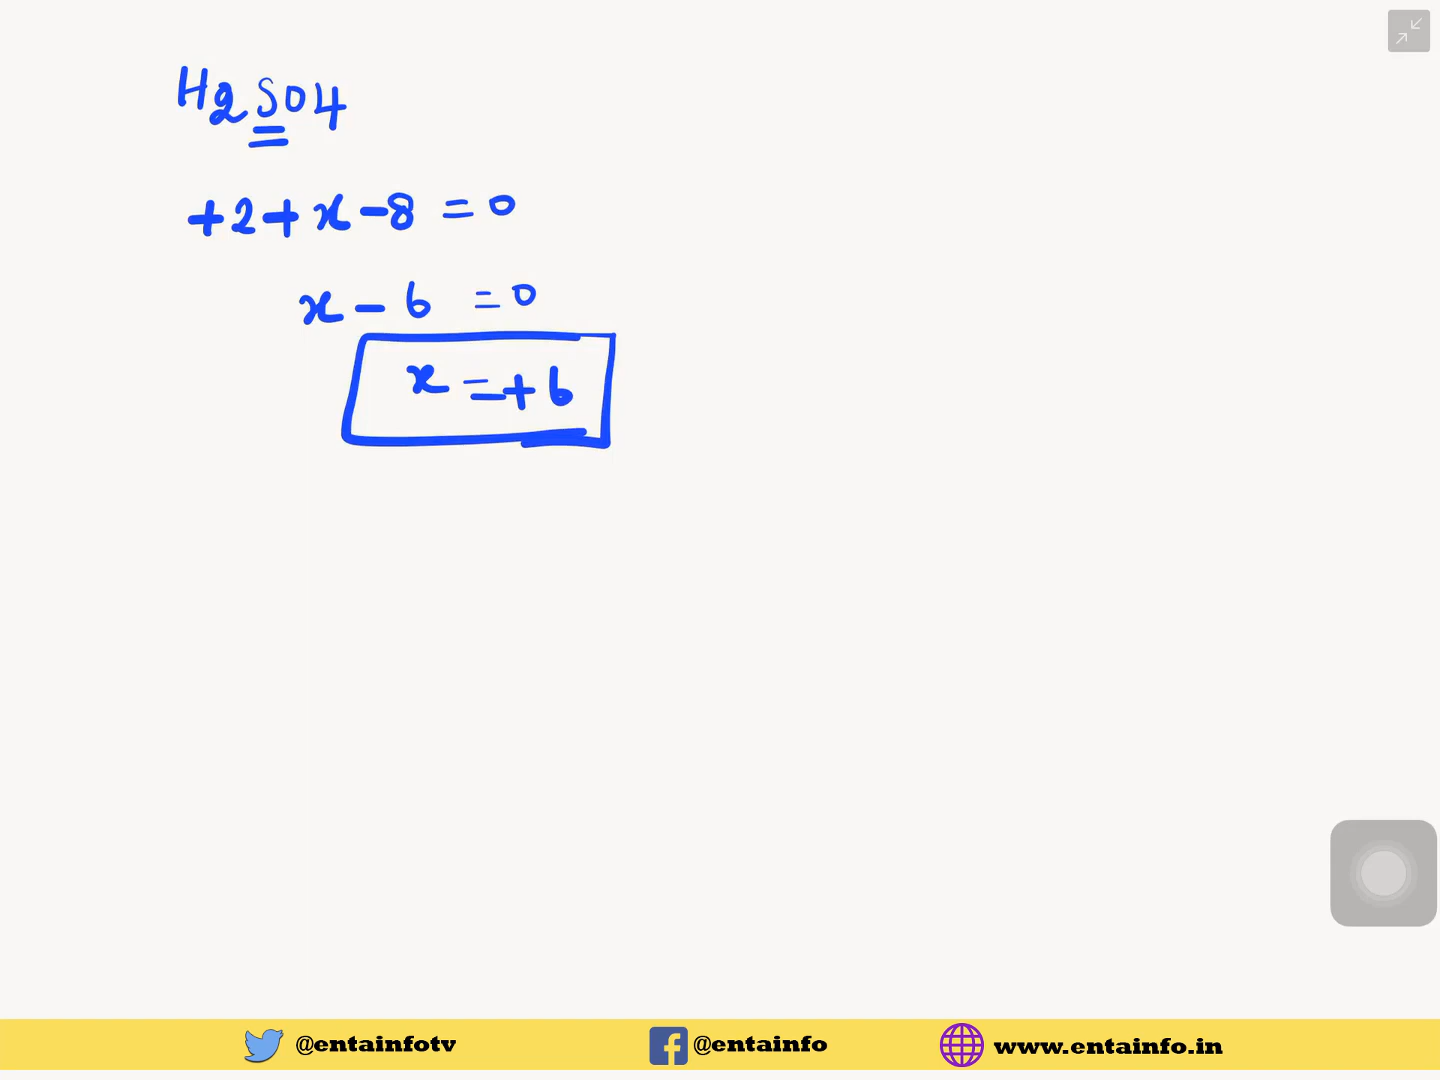 H2SO4
+2+x-8 = 0
x - 6 = 0
x = +6
@entainfotv @entainfo www.entainfo.in